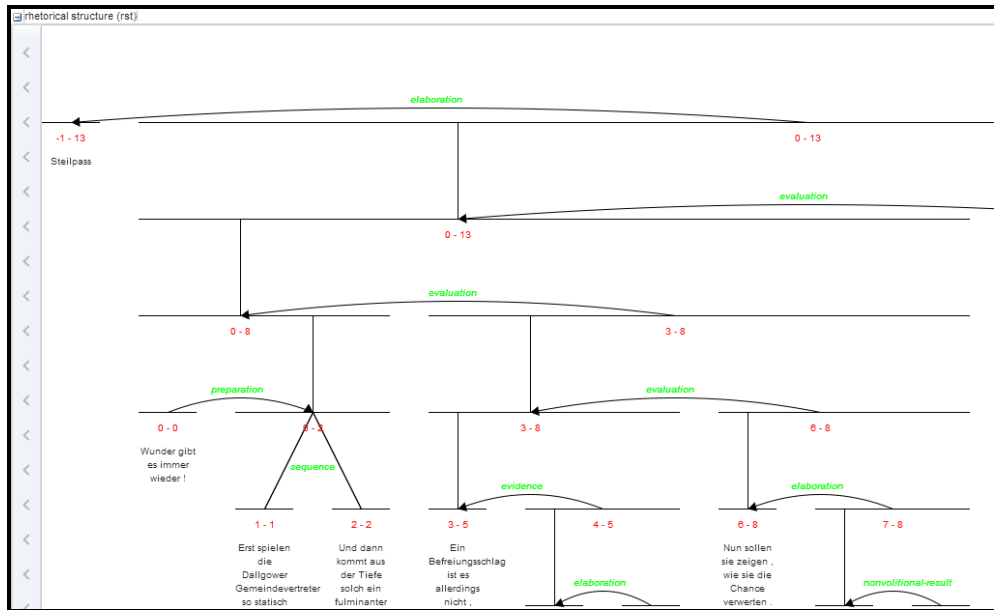 rhetorical structure (rst)
elaboration
-1 - 13
0 - 13
Steilpass
evaluation
0 - 13
evaluation
0 - 8
3 - 8
preparation
evaluation
0 - 0
0 - 2
3 - 8
6 - 8
Wunder gibt
es immer
wieder !
sequence
evidence
elaboration
1 - 1
2 - 2
3 - 5
4 - 5
6 - 8
7 - 8
Erst spielen
die
Dallgower
Gemeindevertreter
so statisch
Und dann
kommt aus
der Tiefe
solch ein
fulminanter
Ein
Befreiungsschlag
ist es
allerdings
nicht ,
Nun sollen
sie zeigen ,
wie sie die
Chance
verwerten .
elaboration
nonvolitional-result